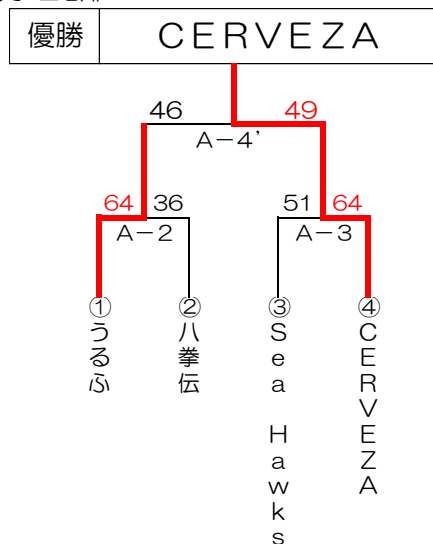 優勝 CERVEZA
46 49
A-4'
64 36 51 64
A-2 A-3
① ② ③ ④
うるふ
八拳伝
Sea Hawks
CERVEZA